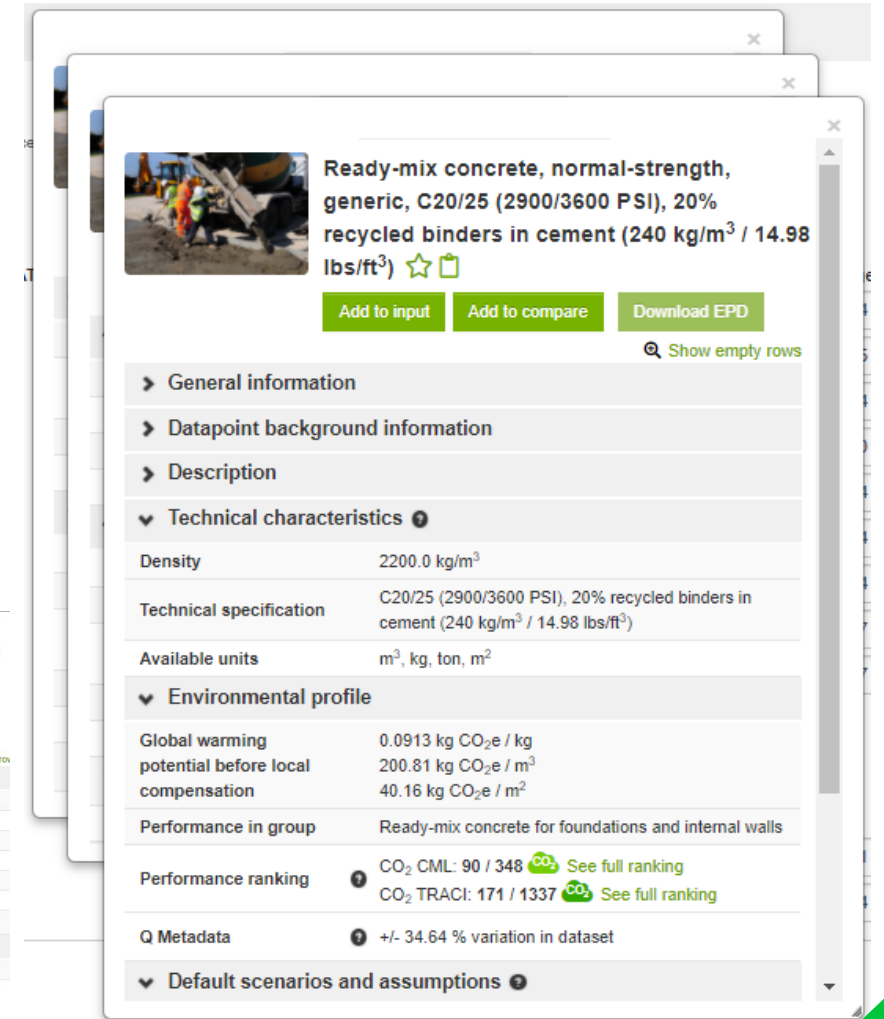 ×
×
×
Ready-mix concrete, normal-strength,
generic, C20/25 (2900/3600 PSI), 20%
recycled binders in cement (240 kg/m³ / 14.98
lbs/ft³)
Add to input Add to compare Download EPD
Show empty rows
General information
Datapoint background information
Description
Technical characteristics ?
Density 2200.0 kg/m³
Technical specification C20/25 (2900/3600 PSI), 20% recycled binders in
cement (240 kg/m³ / 14.98 lbs/ft³)
Available units m³, kg, ton, m²
Environmental profile
Global warming 0.0913 kg CO₂e / kg
potential before local 200.81 kg CO₂e / m³
compensation 40.16 kg CO₂e / m²
Performance in group Ready-mix concrete for foundations and internal walls
Performance ranking ? CO₂ CML: 90 / 348 CO₂ See full ranking
CO₂ TRACI: 171 / 1337 CO₂ See full ranking
Q Metadata ? +/- 34.64 % variation in dataset
Default scenarios and assumptions ?